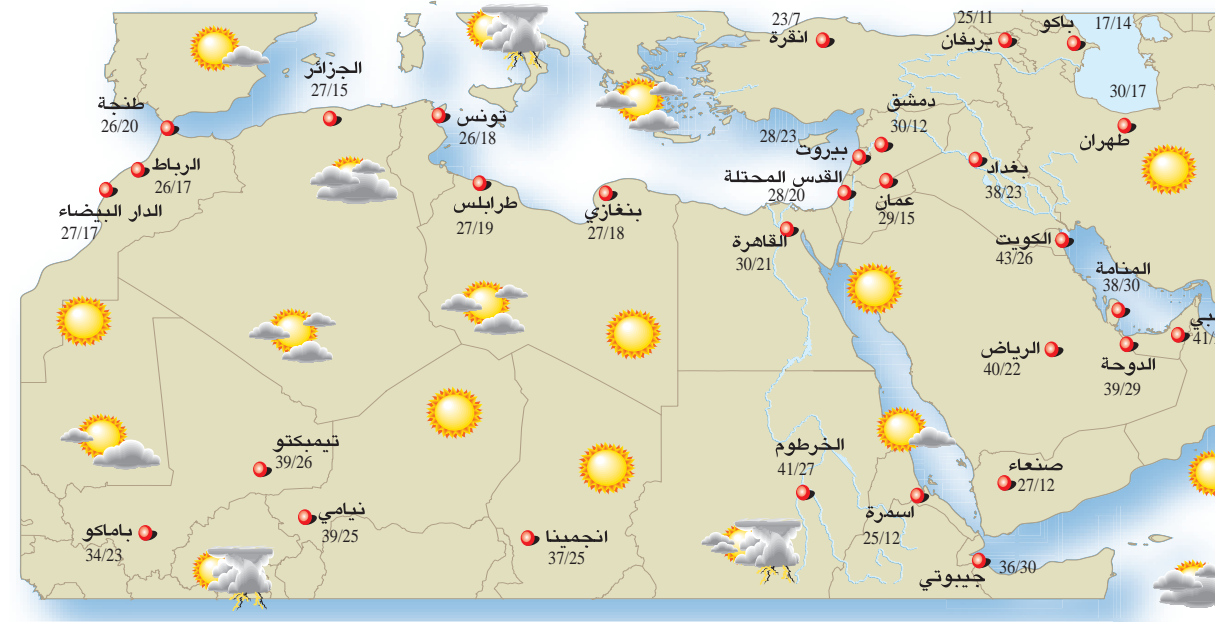 23/7
انقرة
25/11
يريفان
باكو
17/14
30/17
طهران
الجزائر
27/15
طنجة
26/20
تونس
26/18
دمشق
30/12
28/23
بيروت
بغداد
38/23
الرباط
26/17
الدار البيضاء
27/17
طرابلس
27/19
بنغازي
27/18
القدس المحتلة
28/20
عمان
29/15
القاهرة
30/21
الكويت
43/26
المنامة
38/30
بي
41/
الرياض
40/22
الدوحة
39/29
تيمبكتو
39/26
الخرطوم
41/27
صنعاء
27/12
باماكو
34/23
نيامي
39/25
انجمينا
37/25
اسمرة
25/12
جيبوتي
36/30